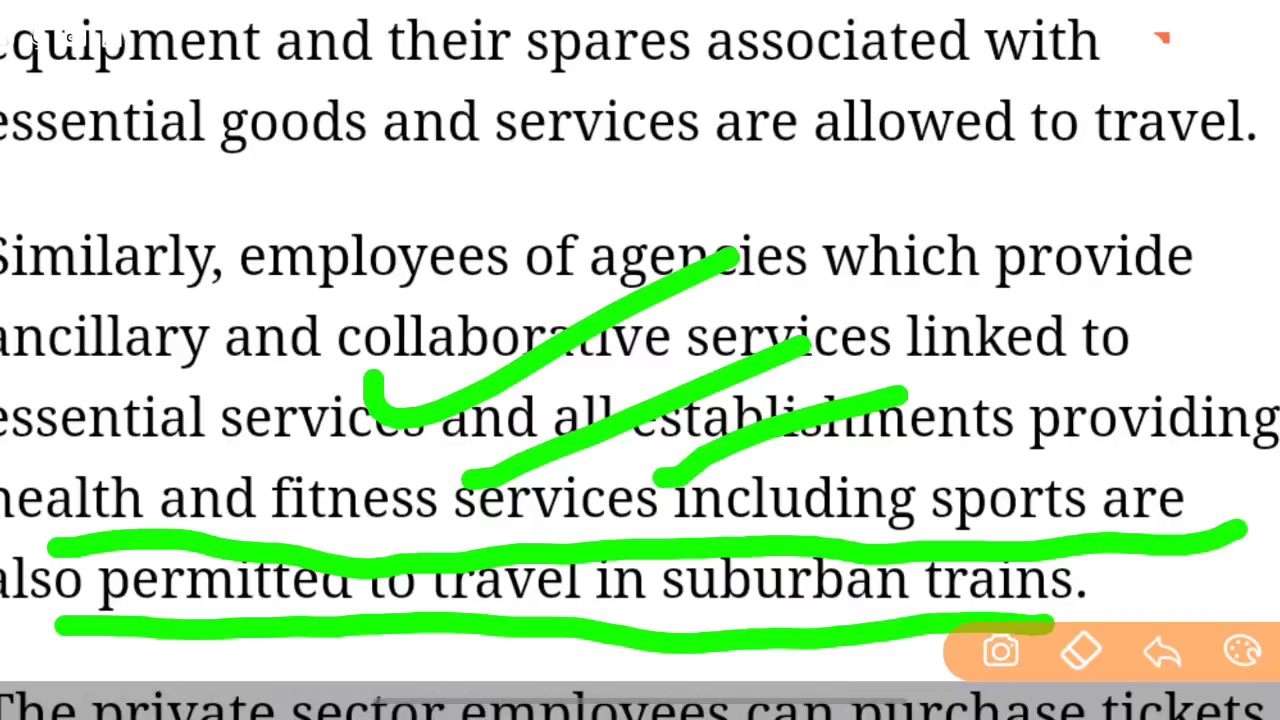 equipment and their spares associated with
essential goods and services are allowed to travel.
Similarly, employees of agencies which provide
ancillary and collaborative services linked to
essential services and all establishments providing
health and fitness services including sports are
also permitted to travel in suburban trains.
The private sector employees can purchase tickets